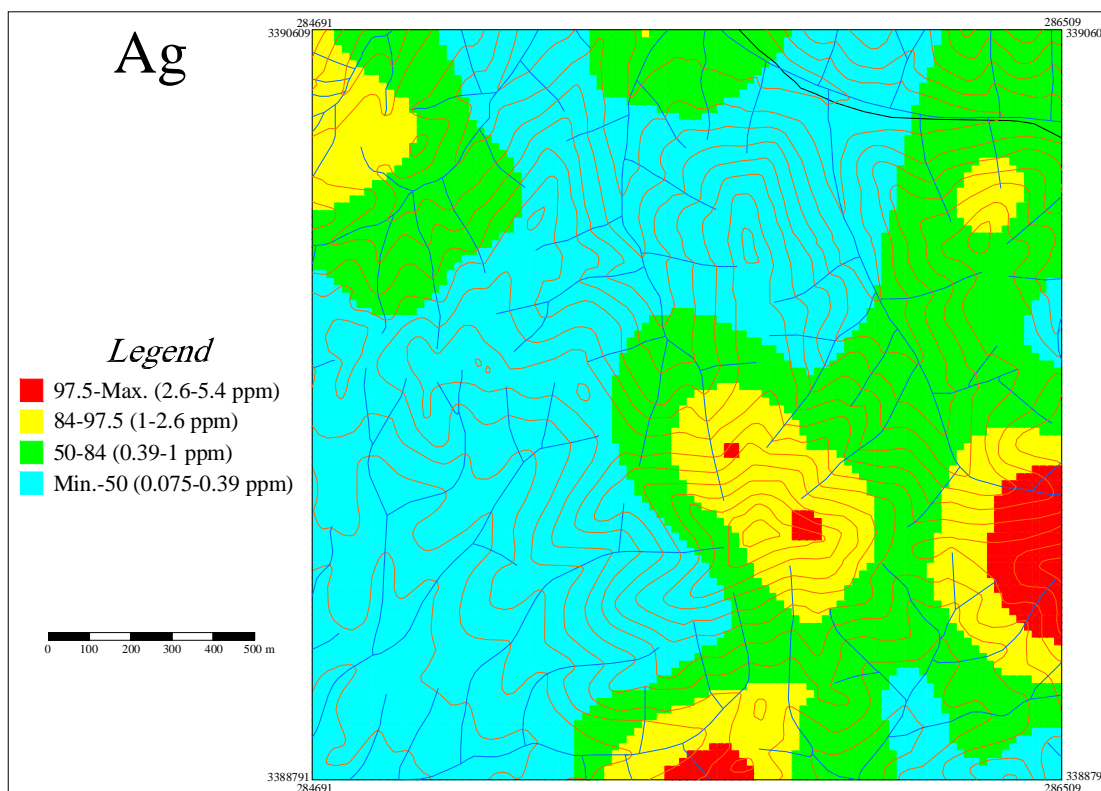 284691
286509
3390609
339060
Ag
Legend
97.5-Max. (2.6-5.4 ppm)
84-97.5 (1-2.6 ppm)
50-84 (0.39-1 ppm)
Min.-50 (0.075-0.39 ppm)
0 100 200 300 400 500 m
3388791
338879
284691
286509